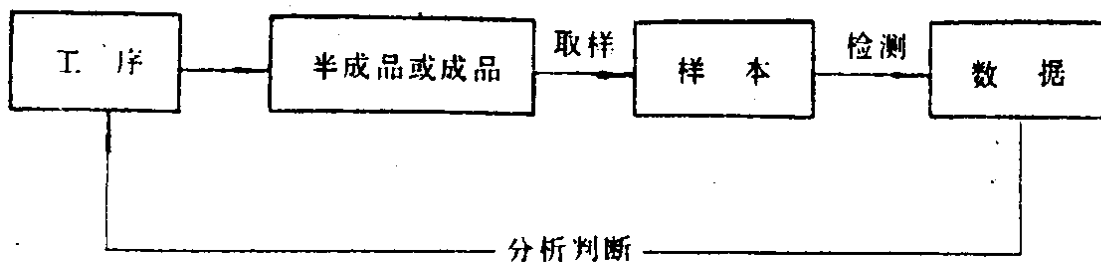 工 序
半成品或成品
取样
样 本
检测
数 据
分析判断